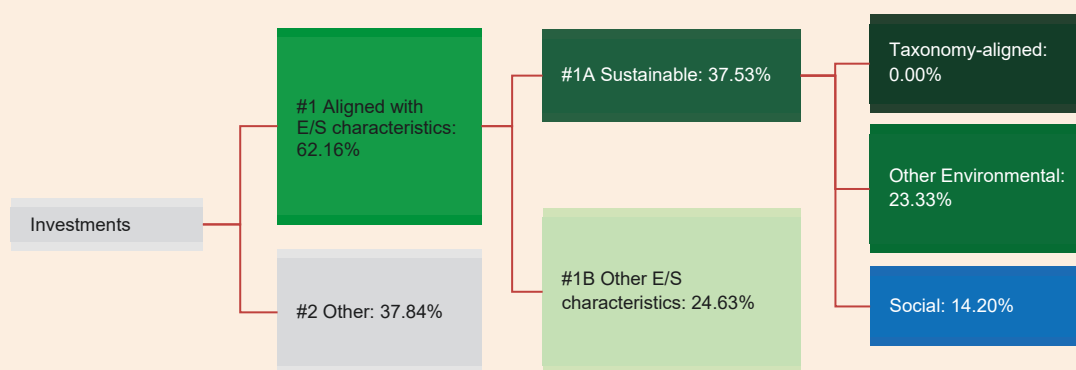 Investments
#1 Aligned with
E/S characteristics:
62.16%
#2 Other: 37.84%
#1A Sustainable: 37.53%
#1B Other E/S
characteristics: 24.63%
Taxonomy-aligned:
0.00%
Other Environmental:
23.33%
Social: 14.20%